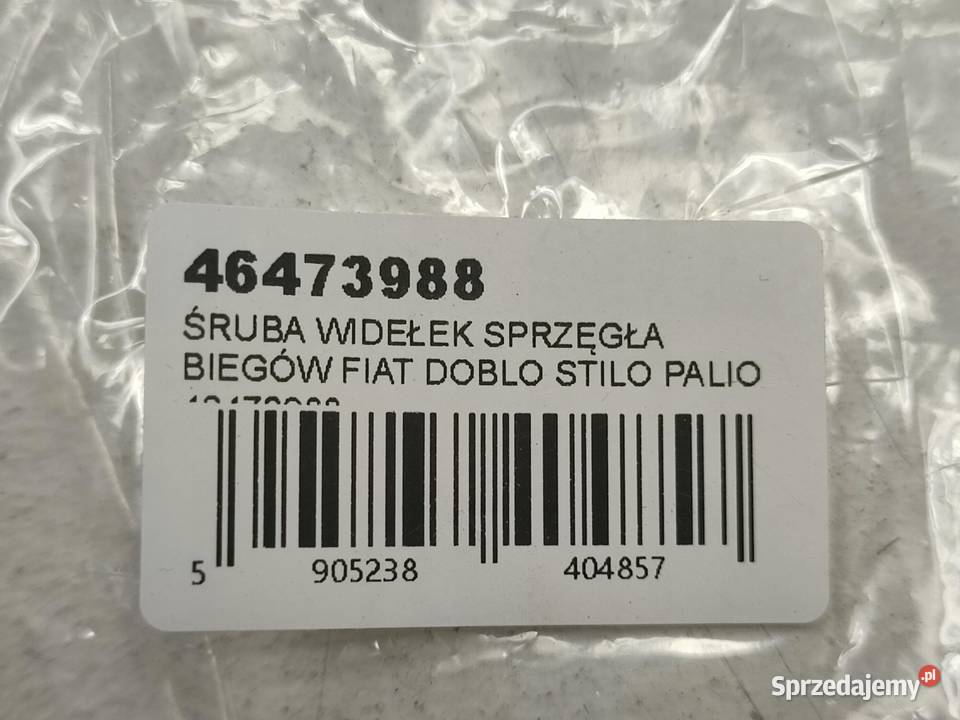 46473988
ŚRUBA WIDEŁEK SPRZĘGŁA
BIEGÓW FIAT DOBLO STILO PALIO
5 905238 404857
Sprzedajemy.pl